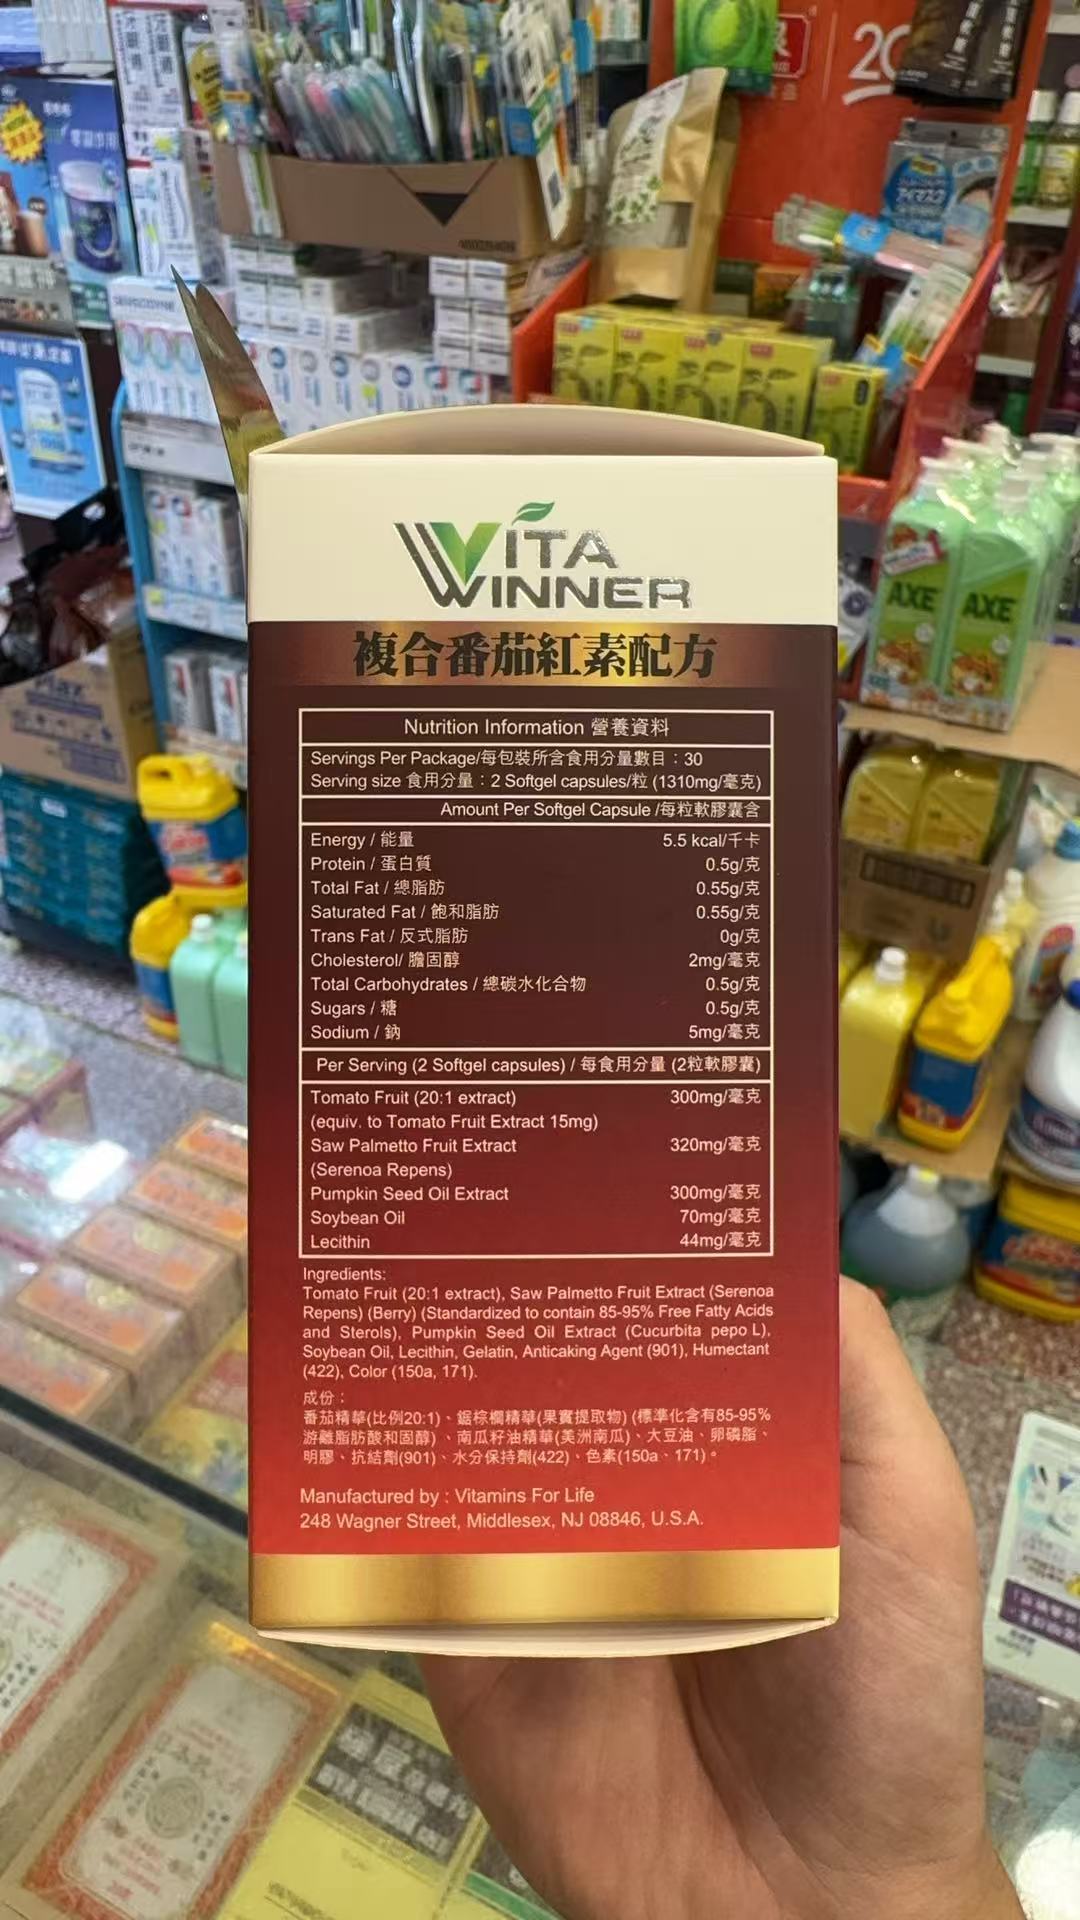 20
アイマスク
SENSODYNE
AXE
AXE
VITA
WINNER
複合番茄紅素配方
Nutrition Information 營養資料
Servings Per Package/每包裝所含食用分量數目：30
Serving size 食用分量：2 Softgel capsules/粒 (1310mg/毫克)
Amount Per Softgel Capsule /每粒軟膠囊含
Energy / 能量 5.5 kcal/千卡
Protein / 蛋白質 0.5g/克
Total Fat / 總脂肪 0.55g/克
Saturated Fat / 飽和脂肪 0.55g/克
Trans Fat / 反式脂肪 0g/克
Cholesterol/ 膽固醇 2mg/毫克
Total Carbohydrates / 總碳水化合物 0.5g/克
Sugars / 糖 0.5g/克
Sodium / 鈉 5mg/毫克
Per Serving (2 Softgel capsules) / 每食用分量 (2粒軟膠囊)
Tomato Fruit (20:1 extract) 300mg/毫克
(equiv. to Tomato Fruit Extract 15mg)
Saw Palmetto Fruit Extract 320mg/毫克
(Serenoa Repens)
Pumpkin Seed Oil Extract 300mg/毫克
Soybean Oil 70mg/毫克
Lecithin 44mg/毫克
Ingredients:
Tomato Fruit (20:1 extract), Saw Palmetto Fruit Extract (Serenoa
Repens) (Berry) (Standardized to contain 85-95% Free Fatty Acids
and Sterols), Pumpkin Seed Oil Extract (Cucurbita pepo L),
Soybean Oil, Lecithin, Gelatin, Anticaking Agent (901), Humectant
(422), Color (150a, 171).
成份：
番茄精華(比例20:1)、鋸棕櫚精華(果實提取物) (標準化含有85-95%
游離脂肪酸和固醇)、南瓜籽油精華(美洲南瓜)、大豆油、卵磷脂、
明膠、抗結劑(901)、水分保持劑(422)、色素(150a、171)。
Manufactured by : Vitamins For Life
248 Wagner Street, Middlesex, NJ 08846, U.S.A.